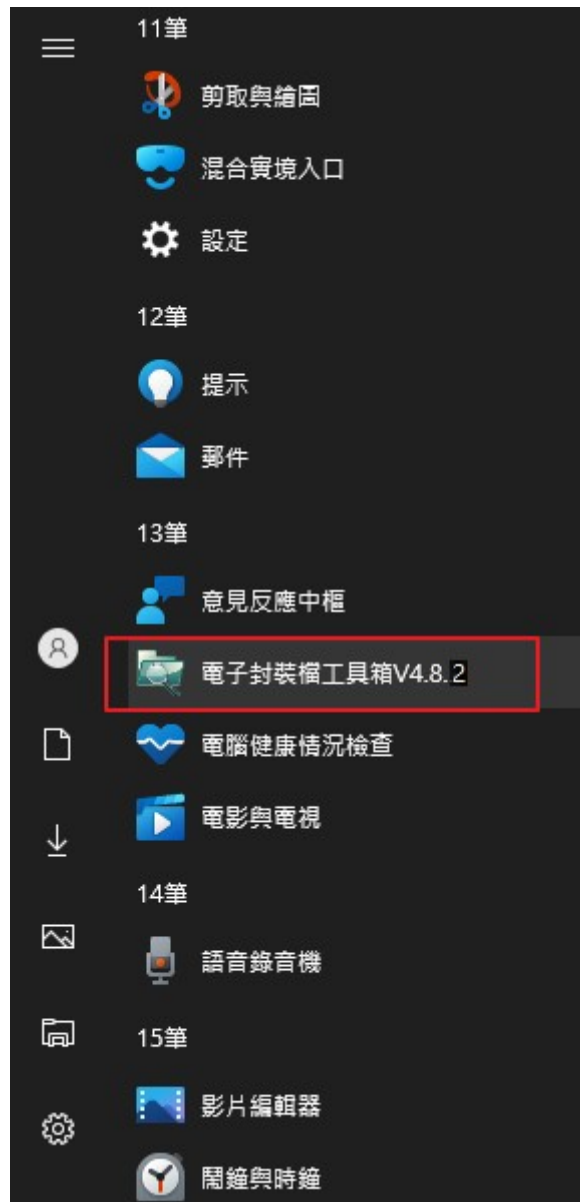 11筆
剪取與繪圖
混合實境入口
設定
12筆
提示
郵件
13筆
意見反應中樞
電子封裝檔工具箱V4.8.2
電腦健康情況檢查
電影與電視
14筆
語音錄音機
15筆
影片編輯器
鬧鐘與時鐘